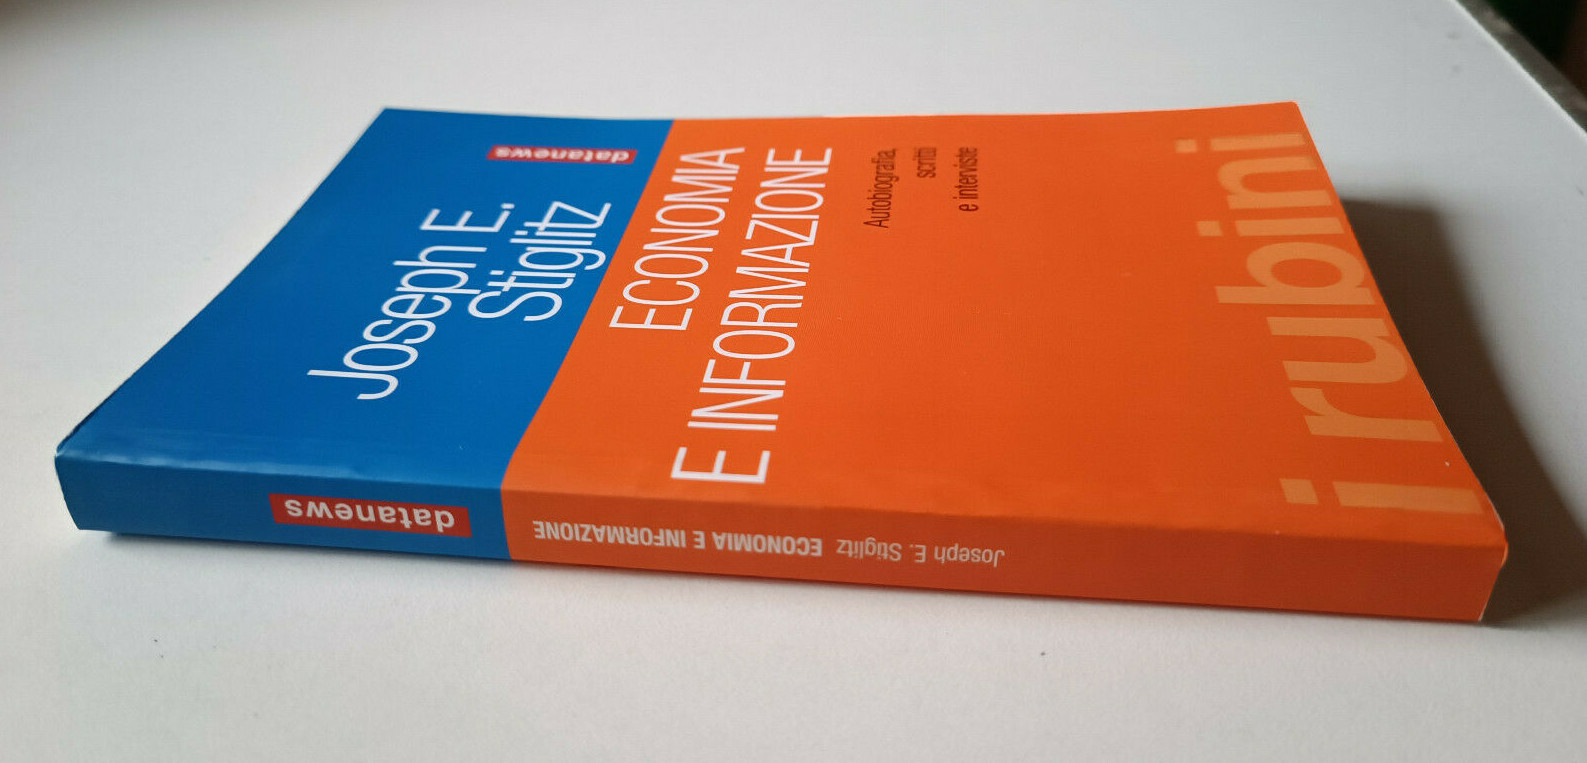 Joseph E.
Stiglitz
datanews
ECONOMIA
E INFORMAZIONE
Autobiografia,
scritti
e interviste
i rubini
Joseph E. Stiglitz ECONOMIA E INFORMAZIONE
datanews